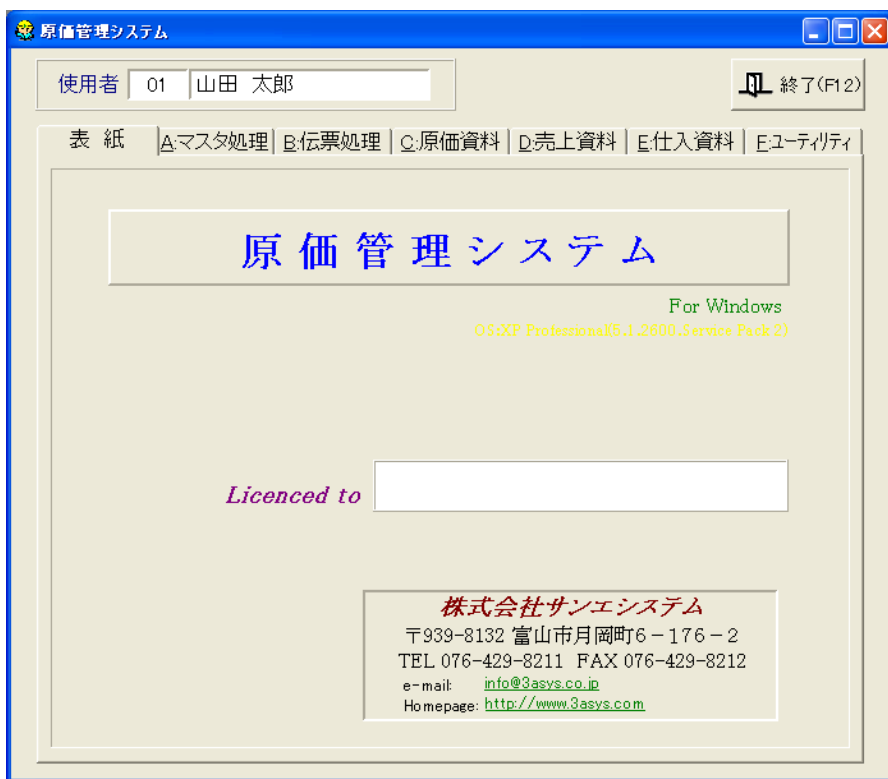 原価管理システム
使用者 01 山田 太郎 終了(F12)
表 紙 A:マスタ処理 B:伝票処理 C:原価資料 D:売上資料 E:仕入資料 F:ユーティリティ
原価管理システム
For Windows
OS:XP Professional(5.1.2600.Service Pack 2)
Licenced to
株式会社サンエシステム
〒939-8132 富山市月岡町6-176-2
TEL 076-429-8211 FAX 076-429-8212
e-mail: info@3asys.co.jp
Homepage: http://www.3asys.com